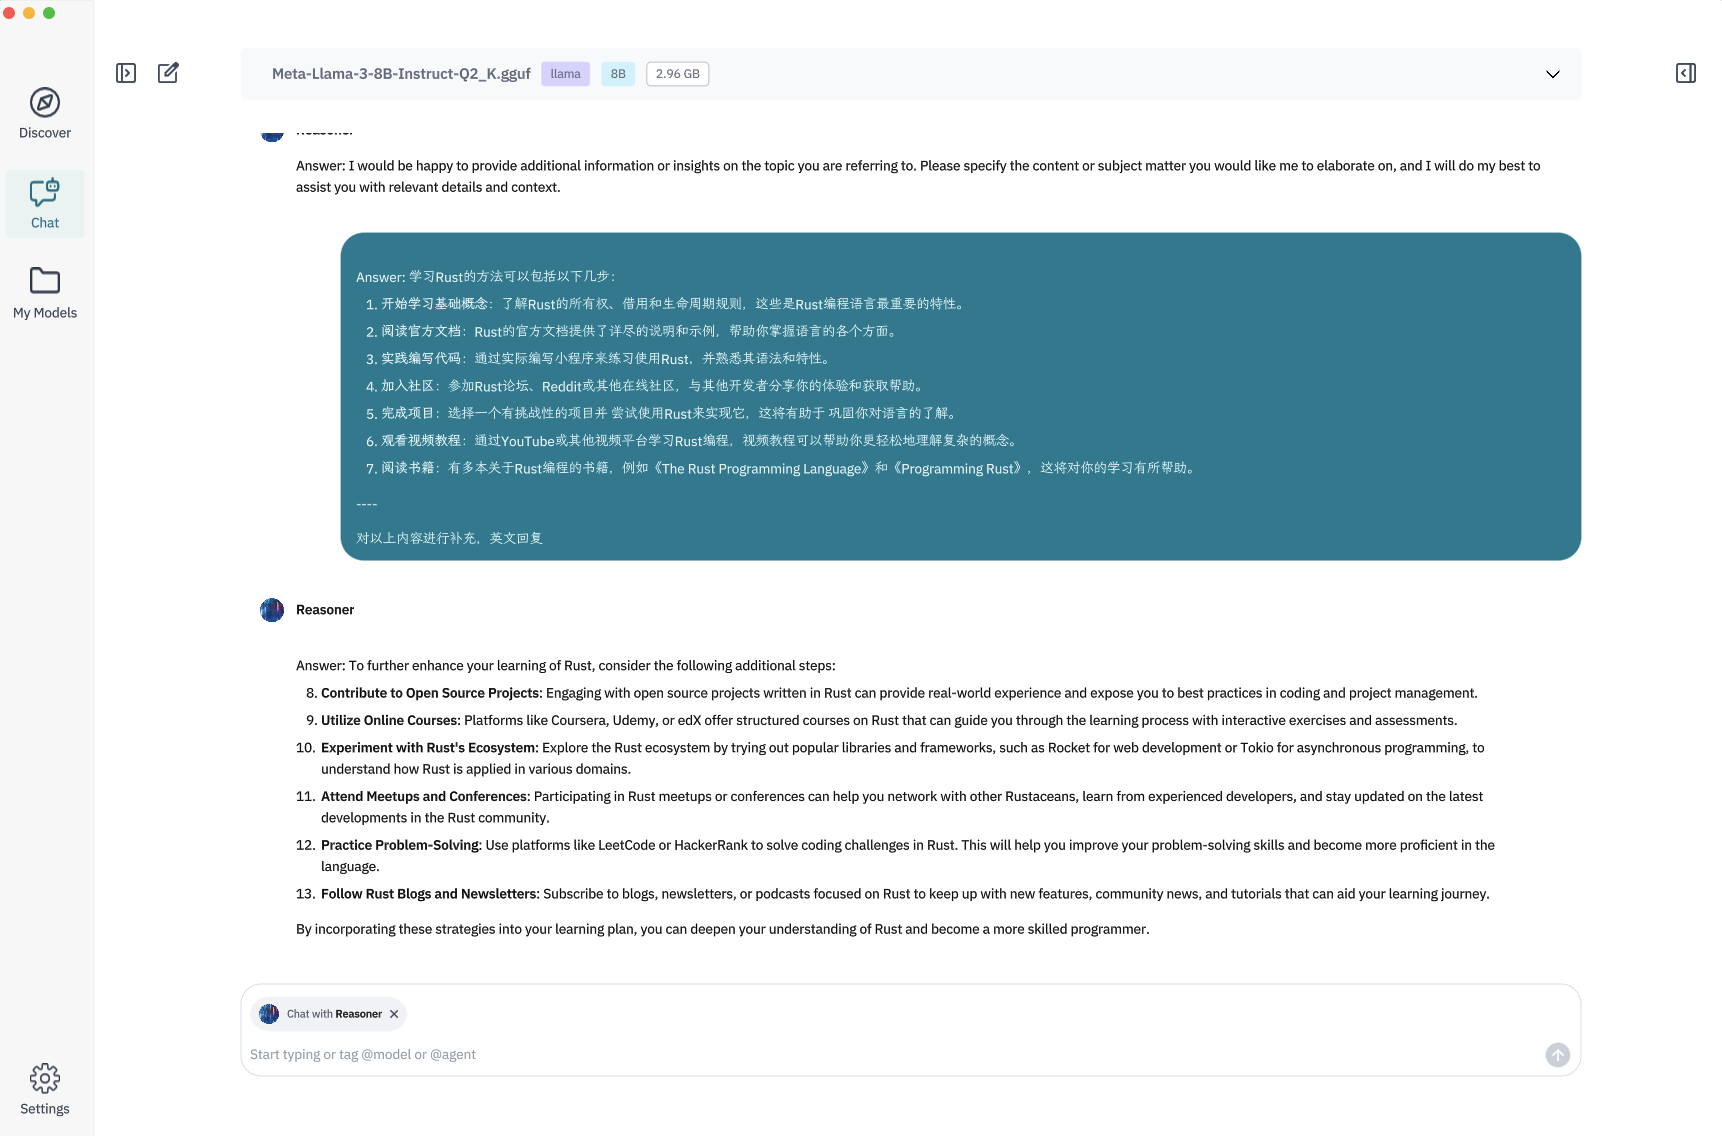 Meta-Llama-3-8B-Instruct-Q2_K.gguf llama 8B 2.96 GB
Discover
Chat
My Models
Settings
Reasoner
Answer: I would be happy to provide additional information or insights on the topic you are referring to. Please specify the content or subject matter you would like me to elaborate on, and I will do my best to
assist you with relevant details and context.
Answer: 学习Rust的方法可以包括以下几步：
1. 开始学习基础概念：了解Rust的所有权、借用和生命周期规则，这些是Rust编程语言最重要的特性。
2. 阅读官方文档：Rust的官方文档提供了详尽的说明和示例，帮助你掌握语言的各个方面。
3. 实践编写代码：通过实际编写小程序来练习使用Rust，并熟悉其语法和特性。
4. 加入社区：参加Rust论坛、Reddit或其他在线社区，与其他开发者分享你的体验和获取帮助。
5. 完成项目：选择一个有挑战性的项目并 尝试使用Rust来实现它，这将有助于 巩固你对语言的了解。
6. 观看视频教程：通过YouTube或其他视频平台学习Rust编程，视频教程可以帮助你更轻松地理解复杂的概念。
7. 阅读书籍：有多本关于Rust编程的书籍，例如《The Rust Programming Language》和《Programming Rust》，这将对你的学习有所帮助。
----
对以上内容进行补充，英文回复
Reasoner
Answer: To further enhance your learning of Rust, consider the following additional steps:
8. Contribute to Open Source Projects: Engaging with open source projects written in Rust can provide real-world experience and expose you to best practices in coding and project management.
9. Utilize Online Courses: Platforms like Coursera, Udemy, or edX offer structured courses on Rust that can guide you through the learning process with interactive exercises and assessments.
10. Experiment with Rust's Ecosystem: Explore the Rust ecosystem by trying out popular libraries and frameworks, such as Rocket for web development or Tokio for asynchronous programming, to
understand how Rust is applied in various domains.
11. Attend Meetups and Conferences: Participating in Rust meetups or conferences can help you network with other Rustaceans, learn from experienced developers, and stay updated on the latest
developments in the Rust community.
12. Practice Problem-Solving: Use platforms like LeetCode or HackerRank to solve coding challenges in Rust. This will help you improve your problem-solving skills and become more proficient in the
language.
13. Follow Rust Blogs and Newsletters: Subscribe to blogs, newsletters, or podcasts focused on Rust to keep up with new features, community news, and tutorials that can aid your learning journey.
By incorporating these strategies into your learning plan, you can deepen your understanding of Rust and become a more skilled programmer.
Chat with Reasoner
Start typing or tag @model or @agent